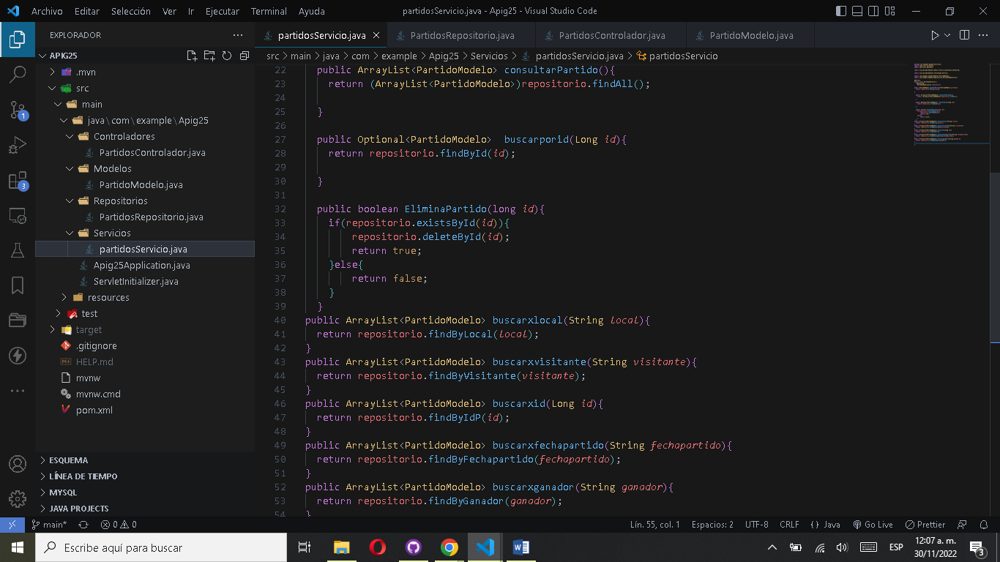 Archivo Editar Selección Ver Ir Ejecutar Terminal Ayuda
partidosServicio.java - Apig25 - Visual Studio Code
EXPLORADOR
partidosServicio.java
PartidosRepositorio.java
PartidosControlador.java
PartidoModelo.java
src > main > java > com > example > Apig25 > Servicios > partidosServicio.java > partidosServicio
APIG25
.mvn
src
main
java\com\example\Apig25
Controladores
PartidosControlador.java
Modelos
PartidoModelo.java
Repositorios
PartidosRepositorio.java
Servicios
partidosServicio.java
Apig25Application.java
ServletInitializer.java
resources
test
target
.gitignore
HELP.md
mvnw
mvnw.cmd
pom.xml
ESQUEMA
LÍNEA DE TIEMPO
MYSQL
JAVA PROJECTS
1
3
22 public ArrayList<PartidoModelo> consultarPartido(){
23 return (ArrayList<PartidoModelo>)repositorio.findAll();
24
25 }
26
27 public Optional<PartidoModelo>  buscarporid(Long id){
28 return repositorio.findById(id);
29
30 }
31
32 public boolean EliminaPartido(long id){
33 if(repositorio.existsById(id)){
34 repositorio.deleteById(id);
35 return true;
36 }else{
37 return false;
38 }
39 }
40 public ArrayList<PartidoModelo> buscarxlocal(String local){
41 return repositorio.findByLocal(local);
42 }
43 public ArrayList<PartidoModelo> buscarxvisitante(String visitante){
44 return repositorio.findByVisitante(visitante);
45 }
46 public ArrayList<PartidoModelo> buscarxid(Long id){
47 return repositorio.findByIdP(id);
48 }
49 public ArrayList<PartidoModelo> buscarxfechapartido(String fechapartido){
50 return repositorio.findByFechapartido(fechapartido);
51 }
52 public ArrayList<PartidoModelo> buscarxganador(String ganador){
53 return repositorio.findByGanador(ganador);
54 }
main* 0 0 Lín. 55, col. 1 Espacios: 2 UTF-8 CRLF {} Java Go Live Prettier
Escribe aquí para buscar
ESP
12:07 a. m.
30/11/2022
3